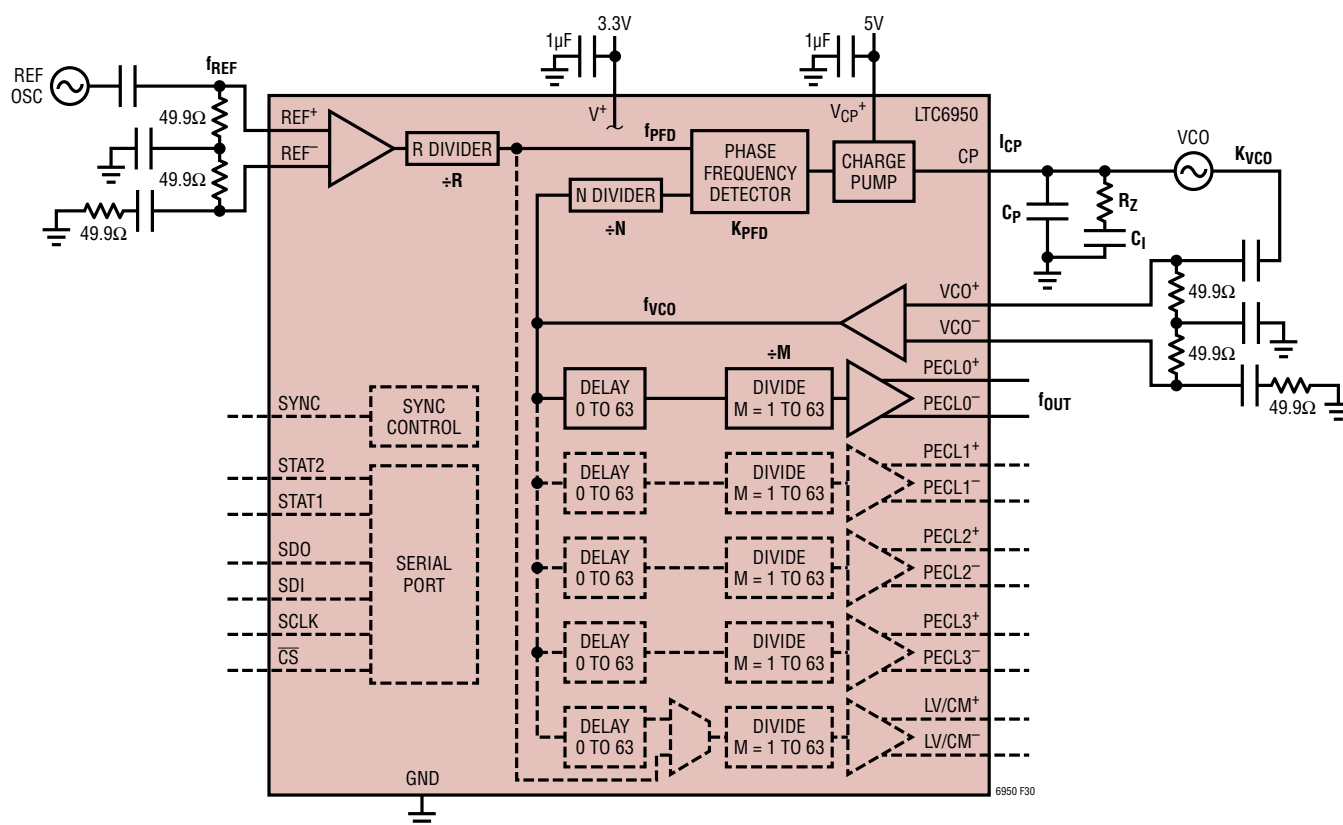 3.3V
5V
1µF
1µF
REF
OSC
fREF
49.9Ω
49.9Ω
49.9Ω
REF+
REF–
R DIVIDER
÷R
V+
fPFD
N DIVIDER
÷N
PHASE
FREQUENCY
DETECTOR
KPFD
VCP+
LTC6950
CHARGE
PUMP
CP
ICP
VCO
KVCO
CP
RZ
CI
fVCO
VCO+
VCO–
49.9Ω
49.9Ω
49.9Ω
÷M
DELAY
0 TO 63
DIVIDE
M = 1 TO 63
PECL0+
PECL0–
fOUT
SYNC
SYNC
CONTROL
DELAY
0 TO 63
DIVIDE
M = 1 TO 63
PECL1+
PECL1–
STAT2
STAT1
SDO
SDI
SCLK
CS
SERIAL
PORT
DELAY
0 TO 63
DIVIDE
M = 1 TO 63
PECL2+
PECL2–
DELAY
0 TO 63
DIVIDE
M = 1 TO 63
PECL3+
PECL3–
DELAY
0 TO 63
DIVIDE
M = 1 TO 63
LV/CM+
LV/CM–
GND
6950 F30